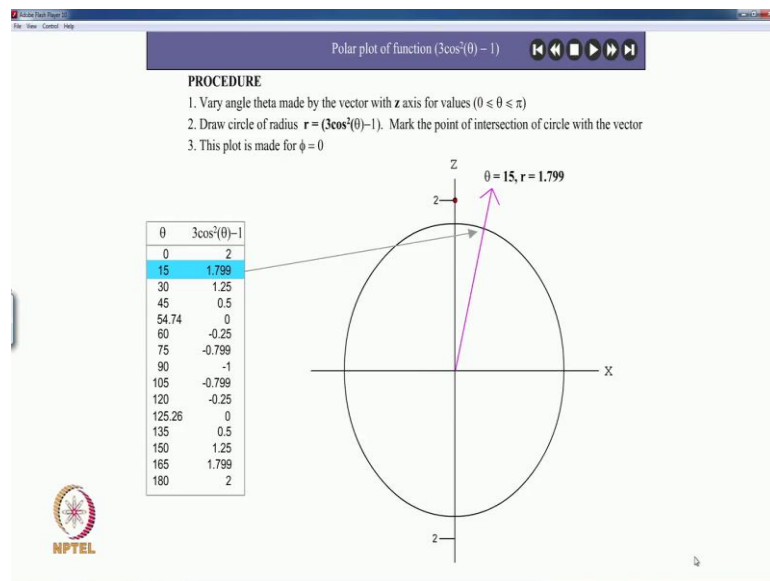 Adobe Flash Player 10
File View Control Help
Polar plot of function (3cos²(θ) – 1)
PROCEDURE
1. Vary angle theta made by the vector with z axis for values (0 ≤ θ ≤ π)
2. Draw circle of radius r = (3cos²(θ)–1). Mark the point of intersection of circle with the vector
3. This plot is made for ϕ = 0
Z
θ = 15, r = 1.799
2
θ 3cos²(θ)–1
0 2
15 1.799
30 1.25
45 0.5
54.74 0
60 -0.25
75 -0.799
90 -1
105 -0.799
120 -0.25
125.26 0
135 0.5
150 1.25
165 1.799
180 2
X
2
NPTEL